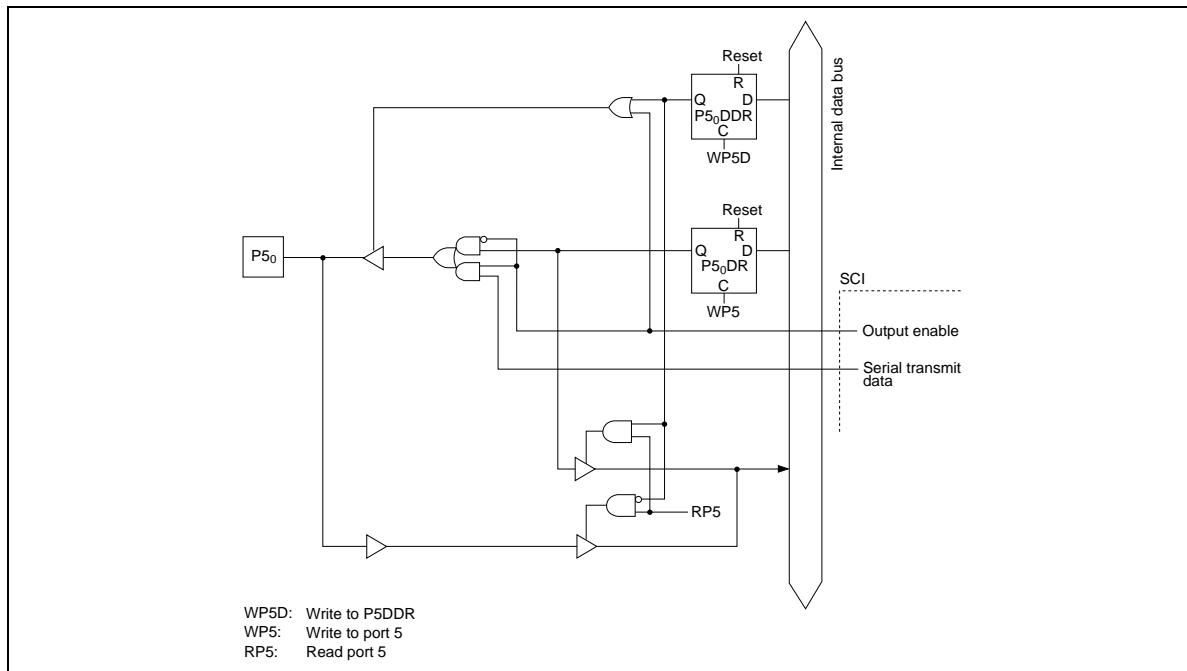 Reset
R
Q D
P5₀DDR
C
WP5D
Internal data bus
Reset
R
Q D
P5₀DR
C
WP5
P5₀
SCI
Output enable
Serial transmit
data
RP5
WP5D: Write to P5DDR
WP5: Write to port 5
RP5: Read port 5